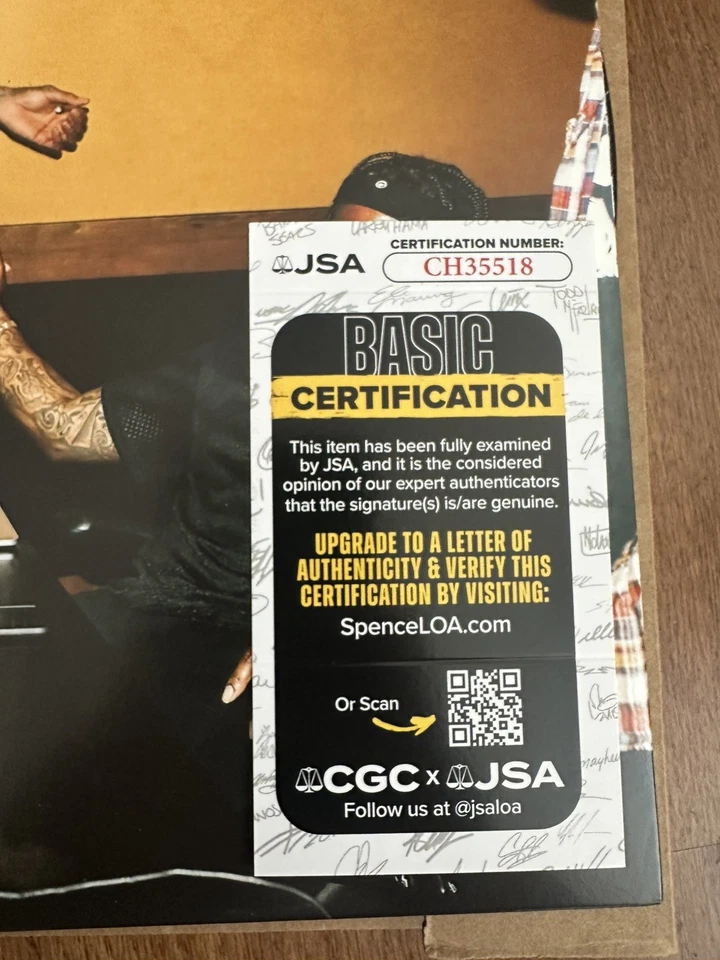 JSA
CERTIFICATION NUMBER:
CH35518
BASIC
CERTIFICATION
This item has been fully examined
by JSA, and it is the considered
opinion of our expert authenticators
that the signature(s) is/are genuine.
UPGRADE TO A LETTER OF
AUTHENTICITY & VERIFY THIS
CERTIFICATION BY VISITING:
SpenceLOA.com
Or Scan
CGC x JSA
Follow us at @jsaloa